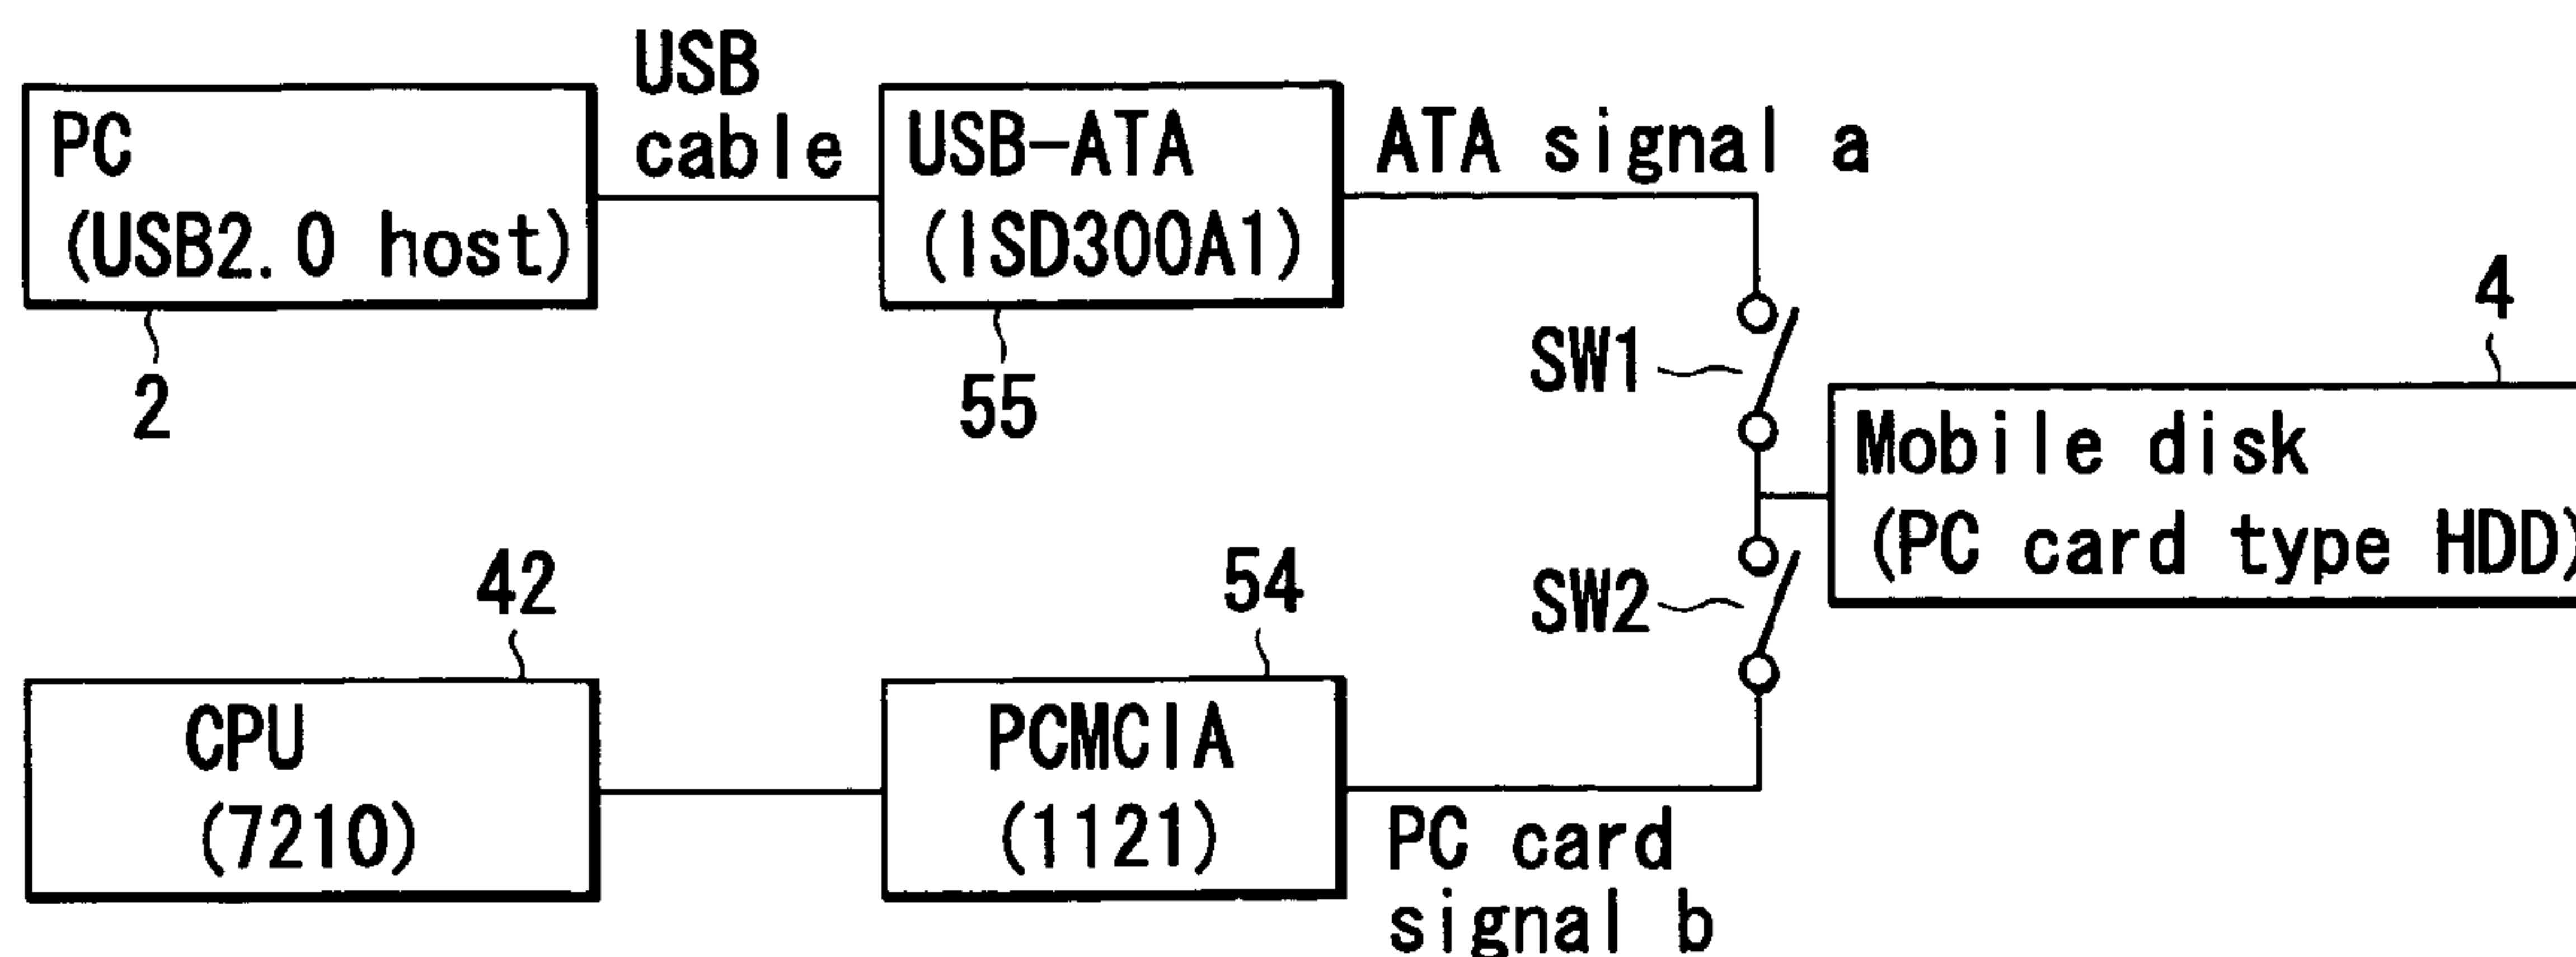 PC
(USB2.0 host)
2
USB
cable
USB-ATA
(ISD300A1)
55
ATA signal a
SW1
SW2
4
Mobile disk
(PC card type HDD)
42
CPU
(7210)
54
PCMCIA
(1121)
PC card
signal b